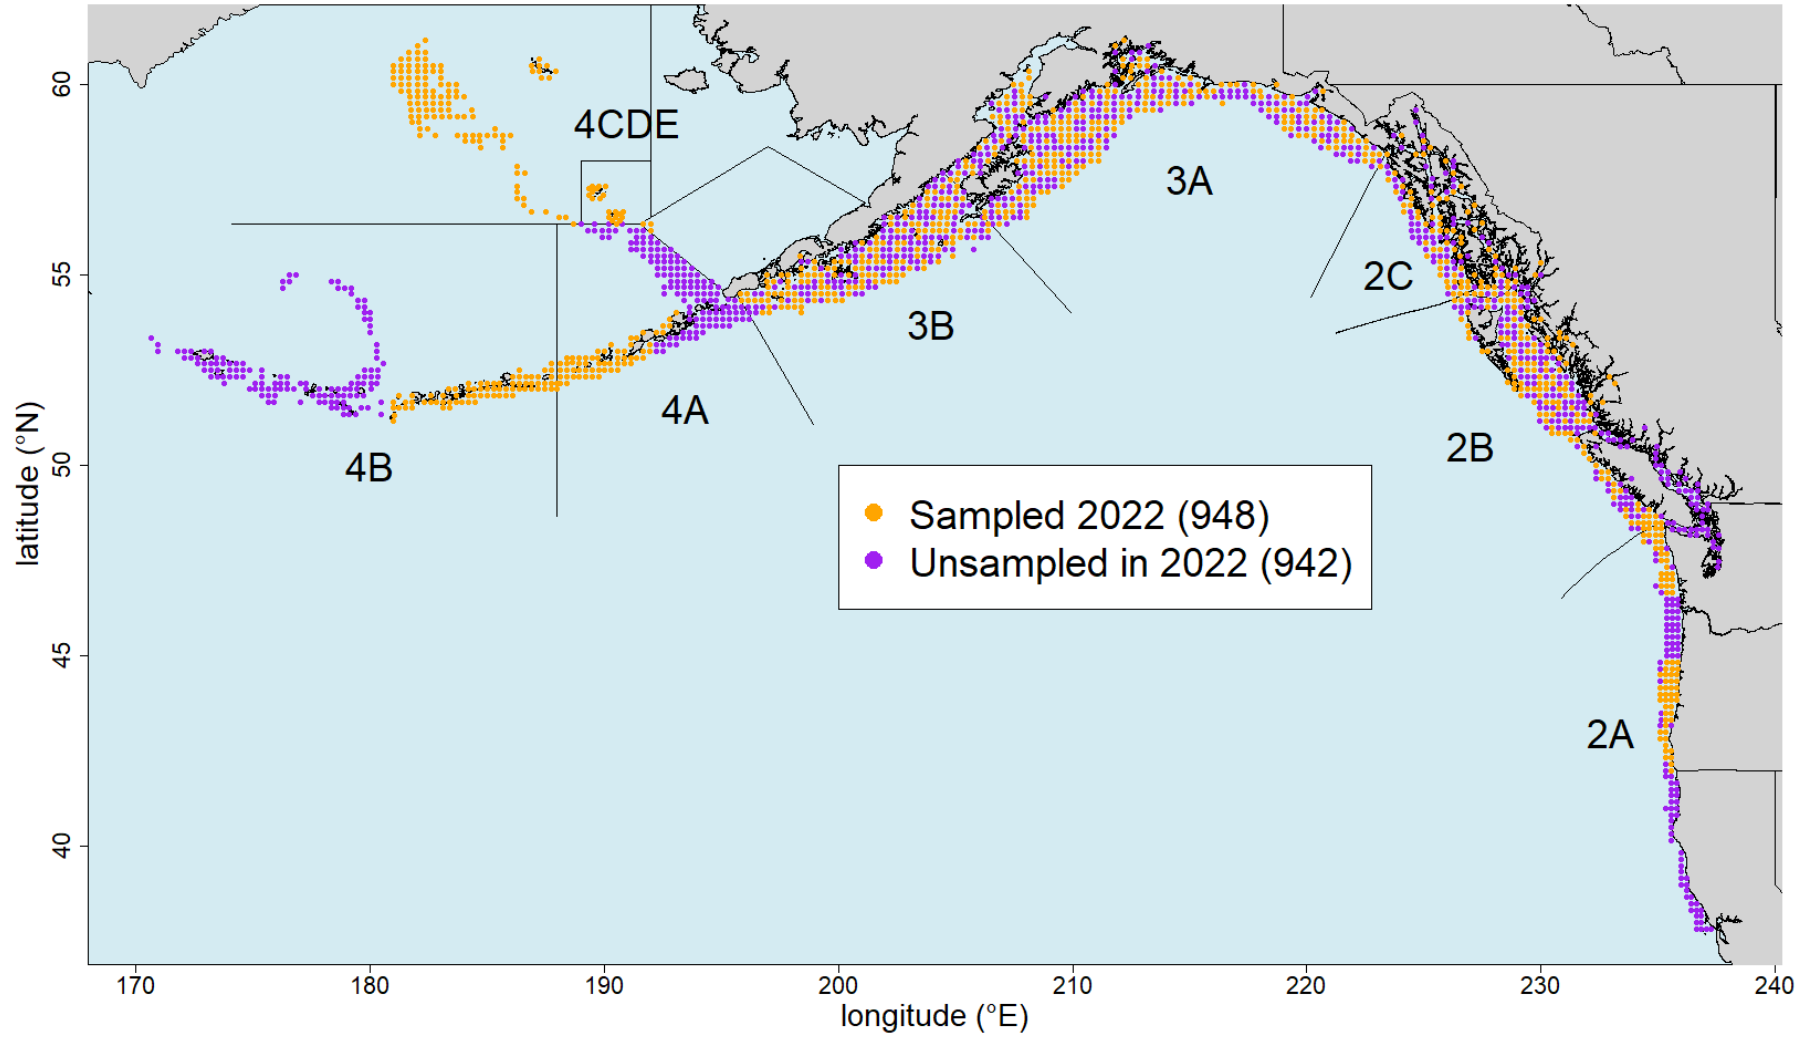 60
55
50
45
40
latitude (°N)
4CDE
3A
2C
3B
4A
2B
4B
Sampled 2022 (948)
Unsampled in 2022 (942)
2A
170
180
190
200
210
220
230
240
longitude (°E)